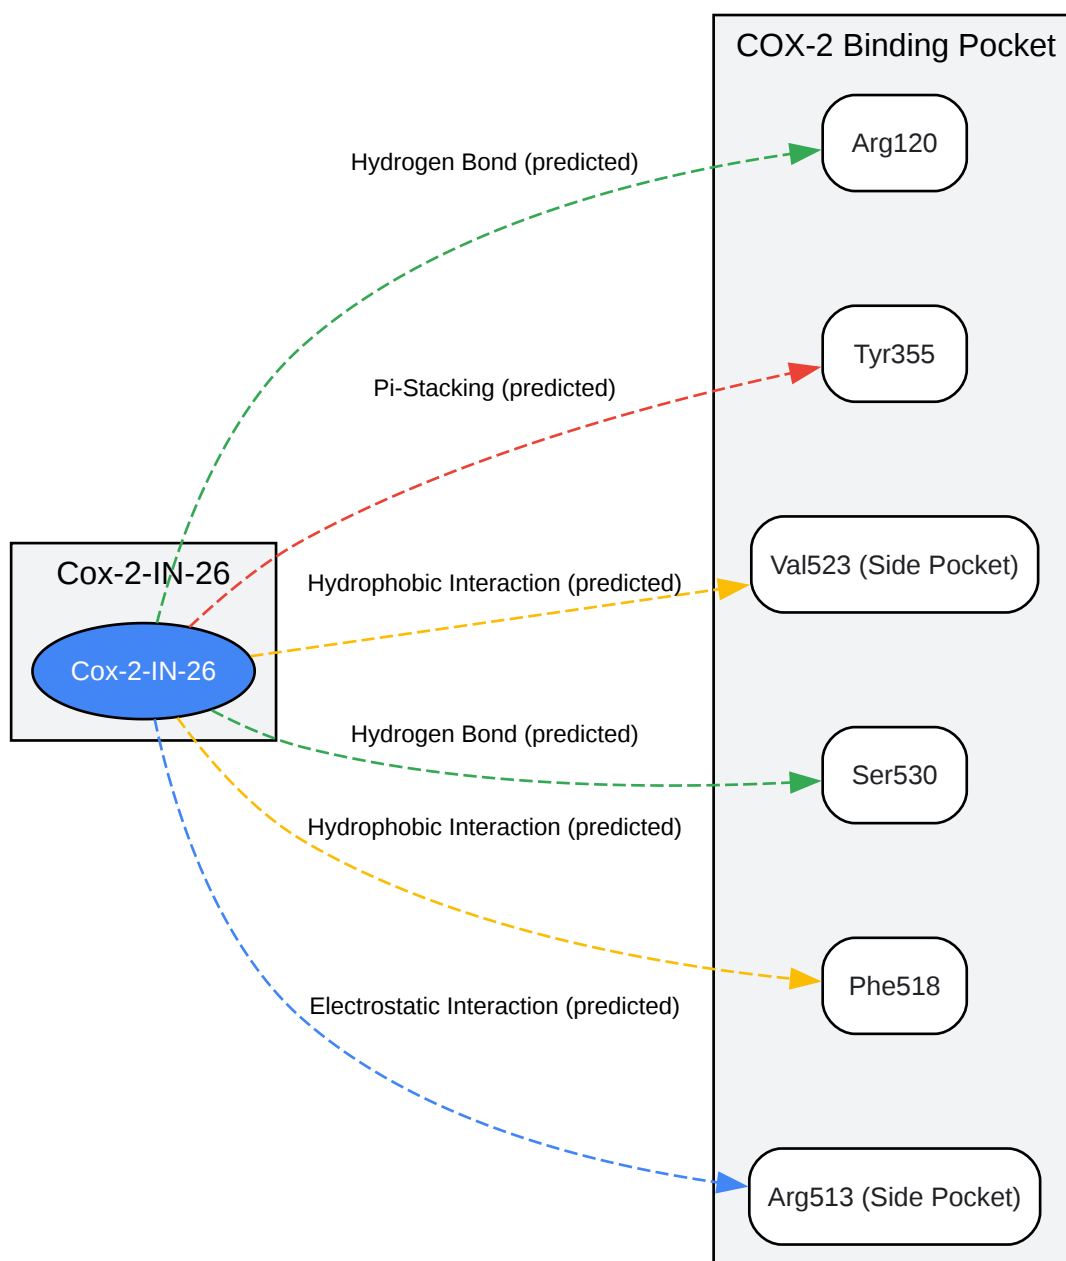 COX-2 Binding Pocket
Arg120
Hydrogen Bond (predicted)
Tyr355
Pi-Stacking (predicted)
Cox-2-IN-26
Hydrophobic Interaction (predicted)
Val523 (Side Pocket)
Cox-2-IN-26
Hydrogen Bond (predicted)
Ser530
Hydrophobic Interaction (predicted)
Phe518
Electrostatic Interaction (predicted)
Arg513 (Side Pocket)